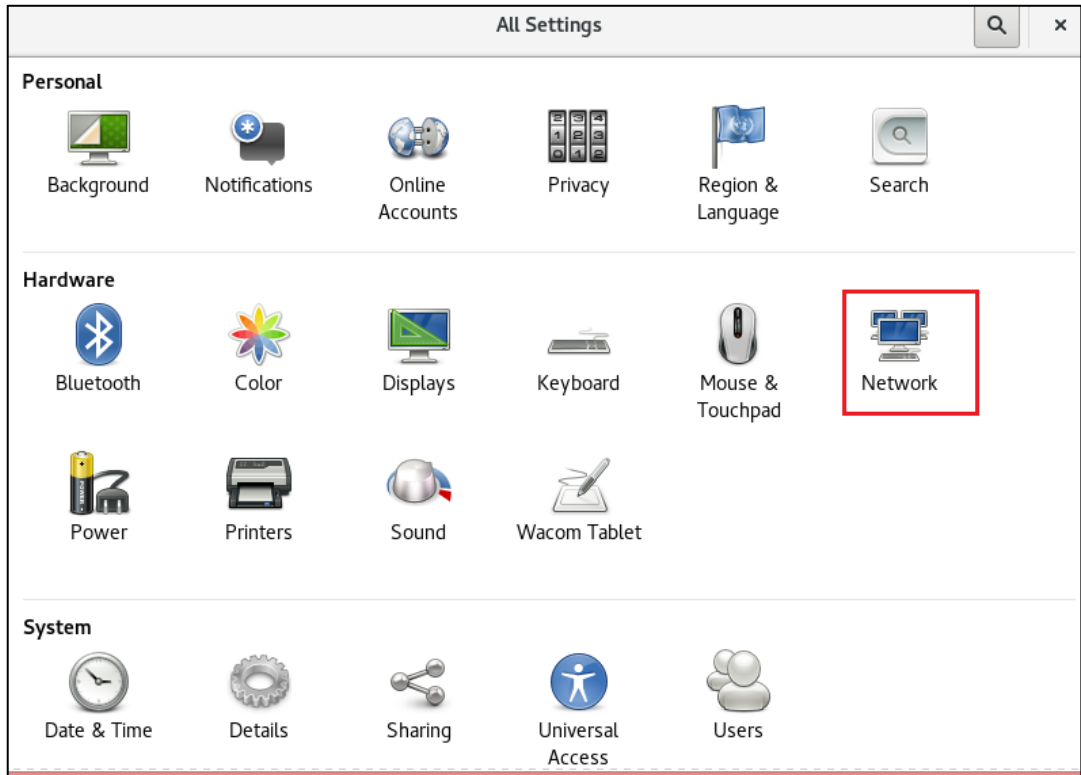 All Settings
Personal
Background
Notifications
Online
Accounts
Privacy
Region &
Language
Search
Hardware
Bluetooth
Color
Displays
Keyboard
Mouse &
Touchpad
Network
Power
Printers
Sound
Wacom Tablet
System
Date & Time
Details
Sharing
Universal
Access
Users